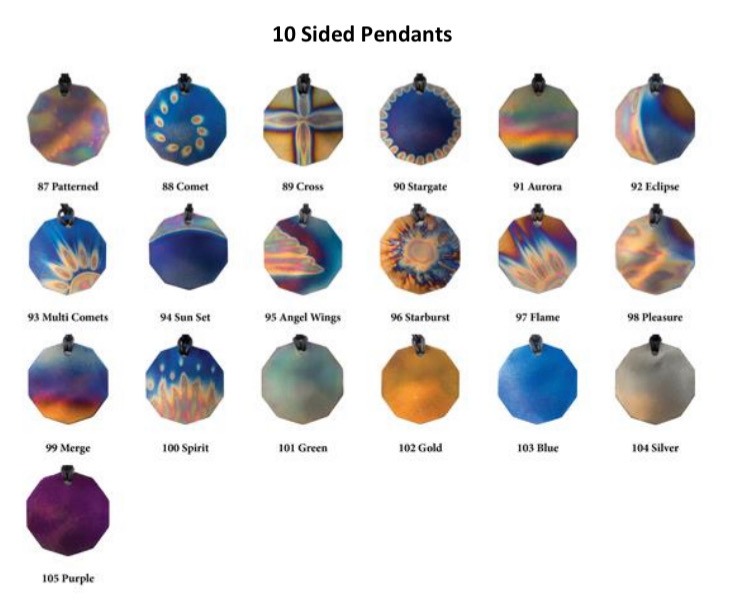 10 Sided Pendants
87 Patterned
88 Comet
89 Cross
90 Stargate
91 Aurora
92 Eclipse
93 Multi Comets
94 Sun Set
95 Angel Wings
96 Starburst
97 Flame
98 Pleasure
99 Merge
100 Spirit
101 Green
102 Gold
103 Blue
104 Silver
105 Purple